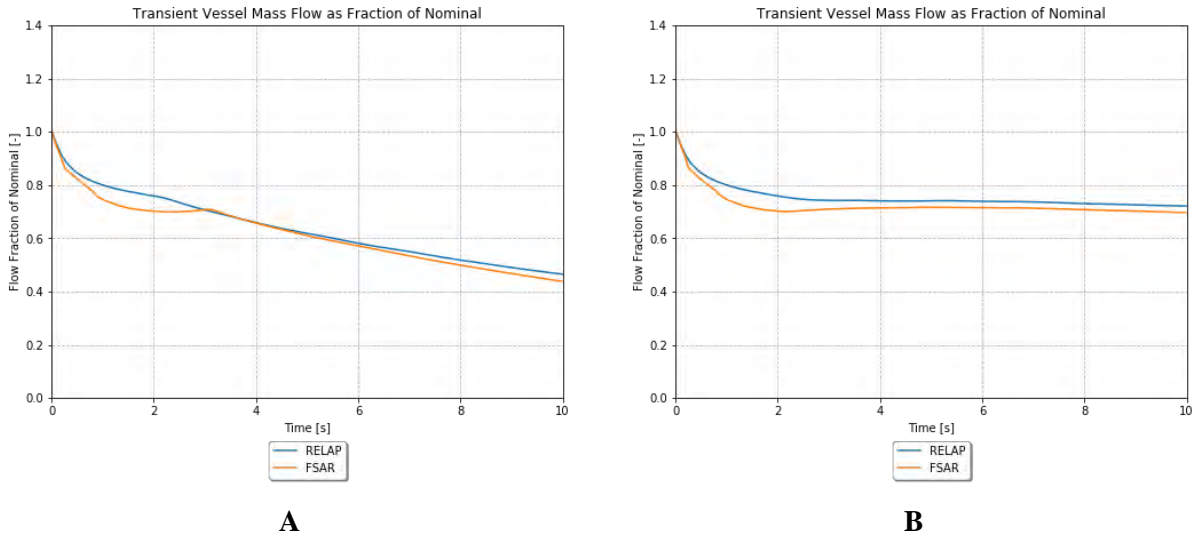 Transient Vessel Mass Flow as Fraction of Nominal
Flow Fraction of Nominal [-]
1.4
1.2
1.0
0.8
0.6
0.4
0.2
0.0
0 2 4 6 8 10
Time [s]
RELAP
FSAR
A
Transient Vessel Mass Flow as Fraction of Nominal
Flow Fraction of Nominal [-]
1.4
1.2
1.0
0.8
0.6
0.4
0.2
0.0
0 2 4 6 8 10
Time [s]
RELAP
FSAR
B